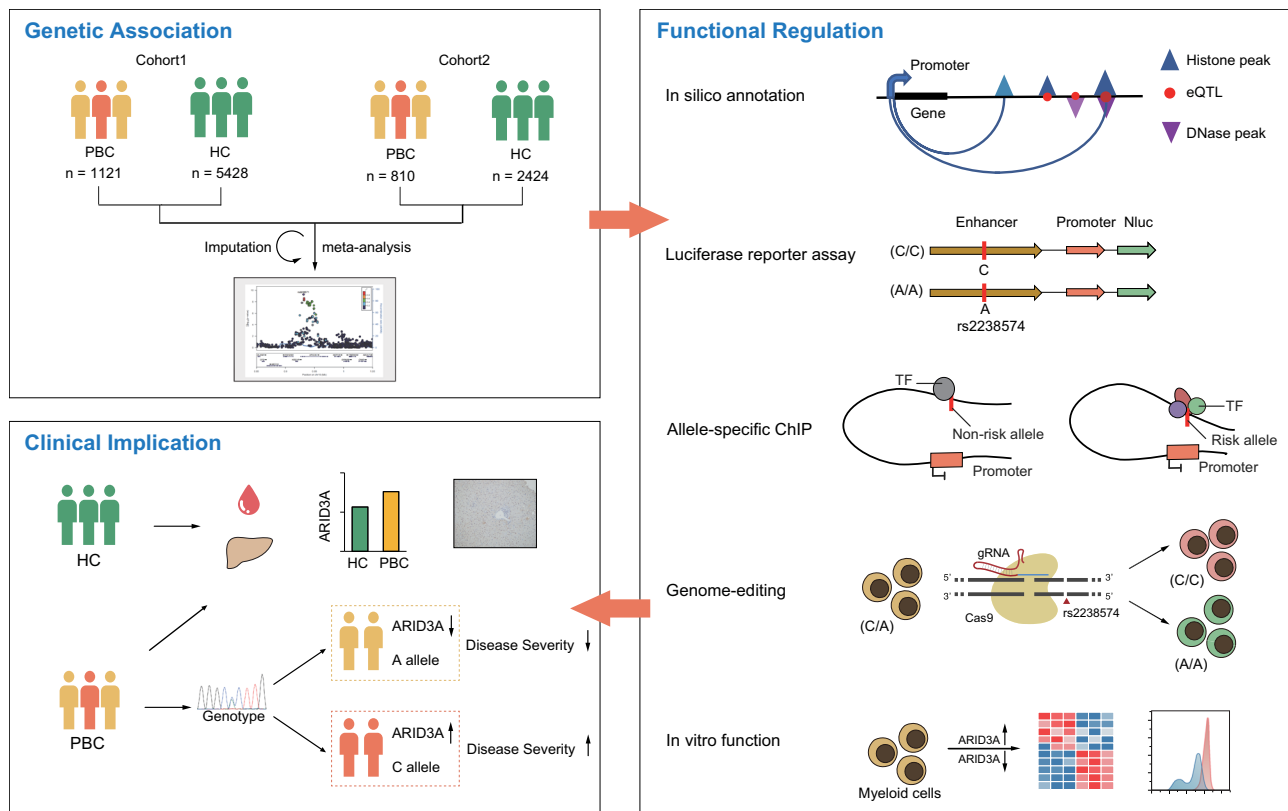 Genetic Association
Cohort1
Cohort2
PBC
HC
PBC
HC
n = 1121
n = 5428
n = 810
n = 2424
Imputation
meta-analysis
Functional Regulation
In silico annotation
Promoter
Gene
Histone peak
eQTL
DNase peak
Luciferase reporter assay
Enhancer
Promoter
Nluc
(C/C)
C
(A/A)
A
rs2238574
Allele-specific ChIP
TF
Non-risk allele
Promoter
TF
Risk allele
Promoter
Genome-editing
(C/A)
gRNA
5'
3'
3'
5'
Cas9
rs2238574
(C/C)
(A/A)
In vitro function
Myeloid cells
ARID3A
ARID3A
Clinical Implication
HC
ARID3A
HC
PBC
PBC
Genotype
ARID3A
A allele
Disease Severity
ARID3A
C allele
Disease Severity